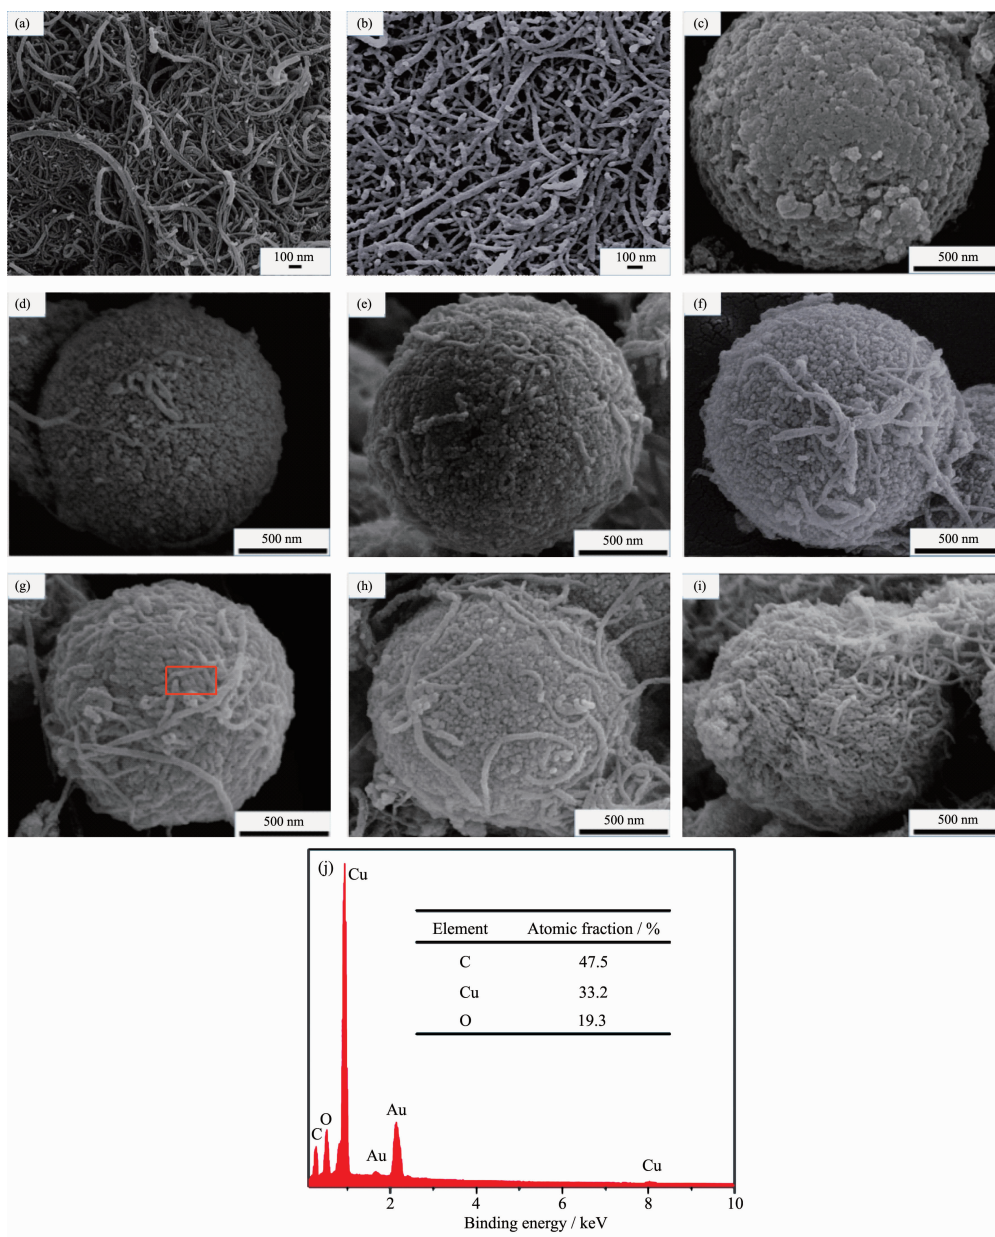 (a)
(b)
(c)
100 nm
100 nm
500 nm
(d)
(e)
(f)
500 nm
500 nm
500 nm
(g)
(h)
(i)
500 nm
500 nm
500 nm
(j)
Cu
Element Atomic fraction / %
C 47.5
Cu 33.2
O 19.3
C
O
Au
Au
Cu
2 4 6 8 10
Binding energy / keV